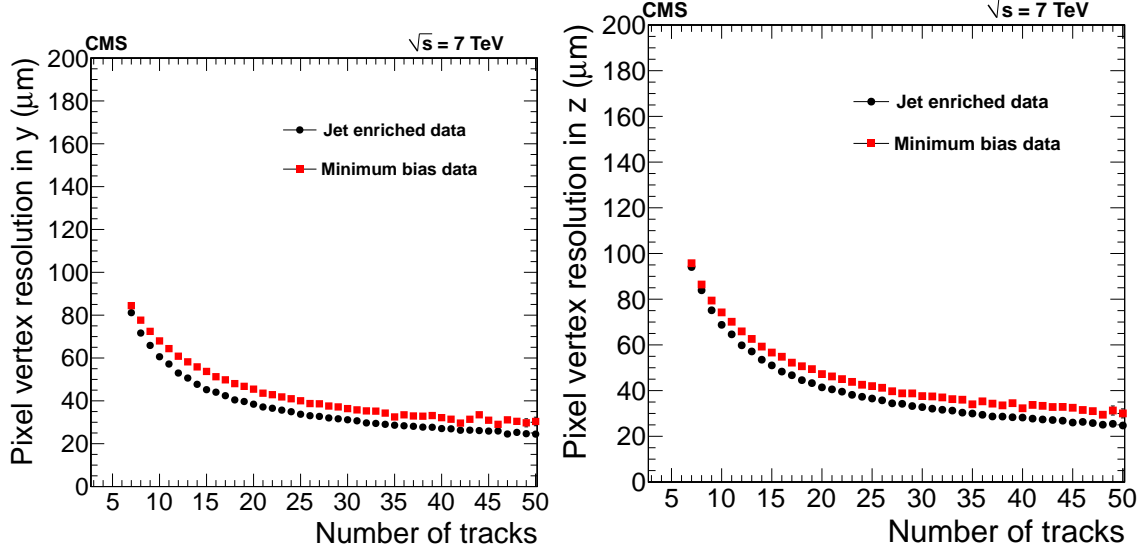 CMS √s = 7 TeV
Pixel vertex resolution in y (μm)
200
180
160
140
120
100
80
60
40
20
0
Jet enriched data
Minimum bias data
5 10 15 20 25 30 35 40 45 50
Number of tracks
CMS √s = 7 TeV
Pixel vertex resolution in z (μm)
200
180
160
140
120
100
80
60
40
20
0
Jet enriched data
Minimum bias data
5 10 15 20 25 30 35 40 45 50
Number of tracks